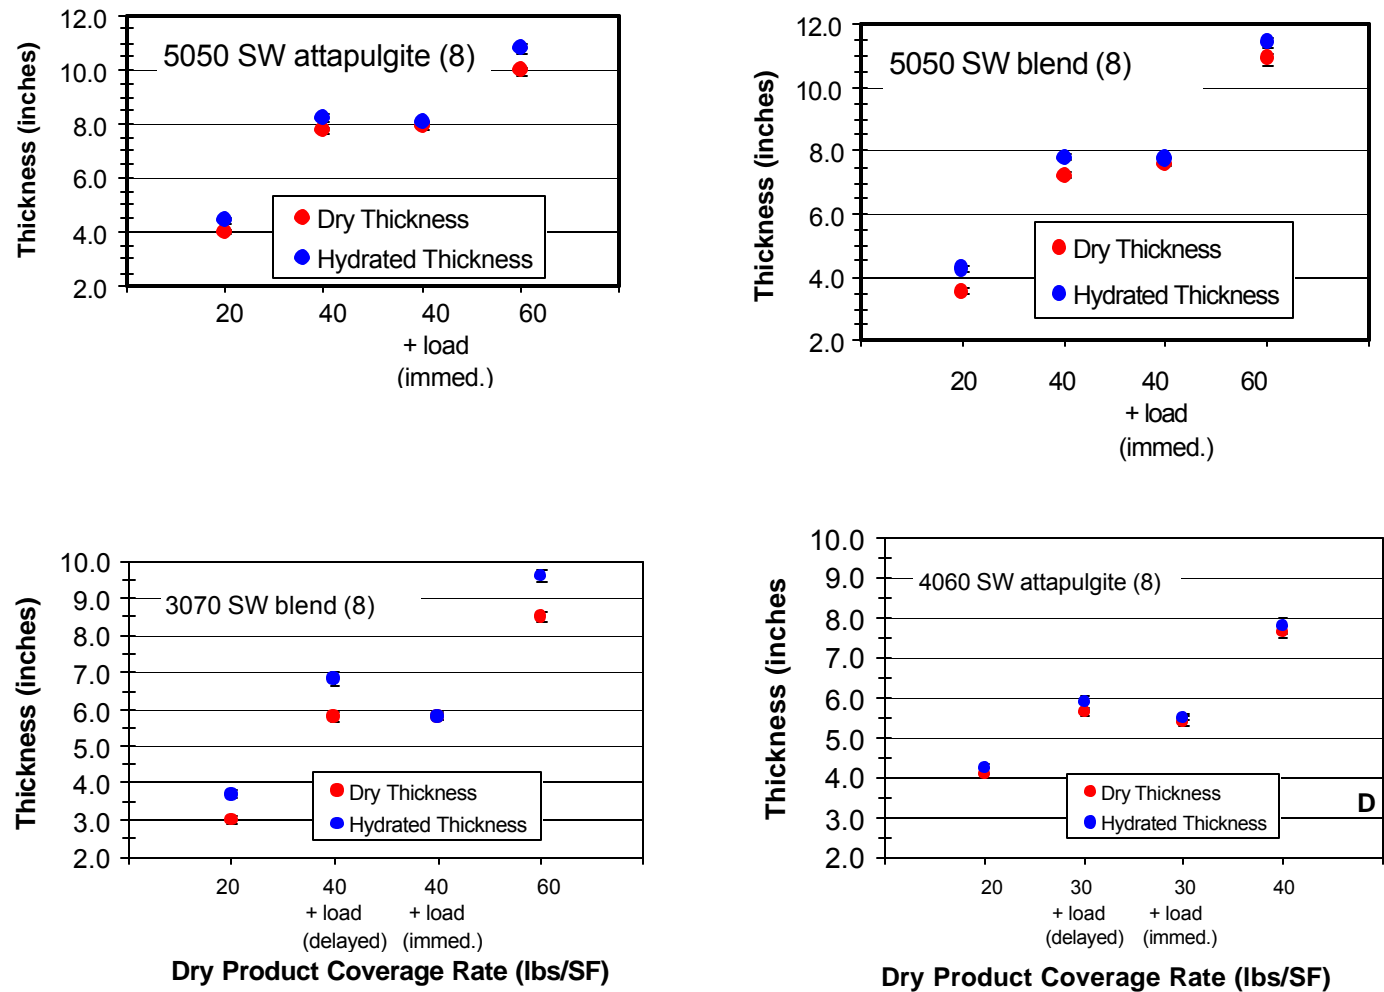 5050 SW attapulgite (8)
Thickness (inches)
12.0
10.0
8.0
6.0
4.0
2.0
Dry Thickness
Hydrated Thickness
20 40 40 60
+ load
(immed.)
5050 SW blend (8)
Thickness (inches)
12.0
10.0
8.0
6.0
4.0
2.0
Dry Thickness
Hydrated Thickness
20 40 40 60
+ load
(immed.)
3070 SW blend (8)
Thickness (inches)
10.0
9.0
8.0
7.0
6.0
5.0
4.0
3.0
2.0
Dry Thickness
Hydrated Thickness
20 40 40 60
+ load + load
(delayed) (immed.)
Dry Product Coverage Rate (lbs/SF)
4060 SW attapulgite (8)
Thickness (inches
10.0
9.0
8.0
7.0
6.0
5.0
4.0
3.0
2.0
Dry Thickness
Hydrated Thickness
D
20 30 30 40
+ load + load
(delayed) (immed.)
Dry Product Coverage Rate (lbs/SF)